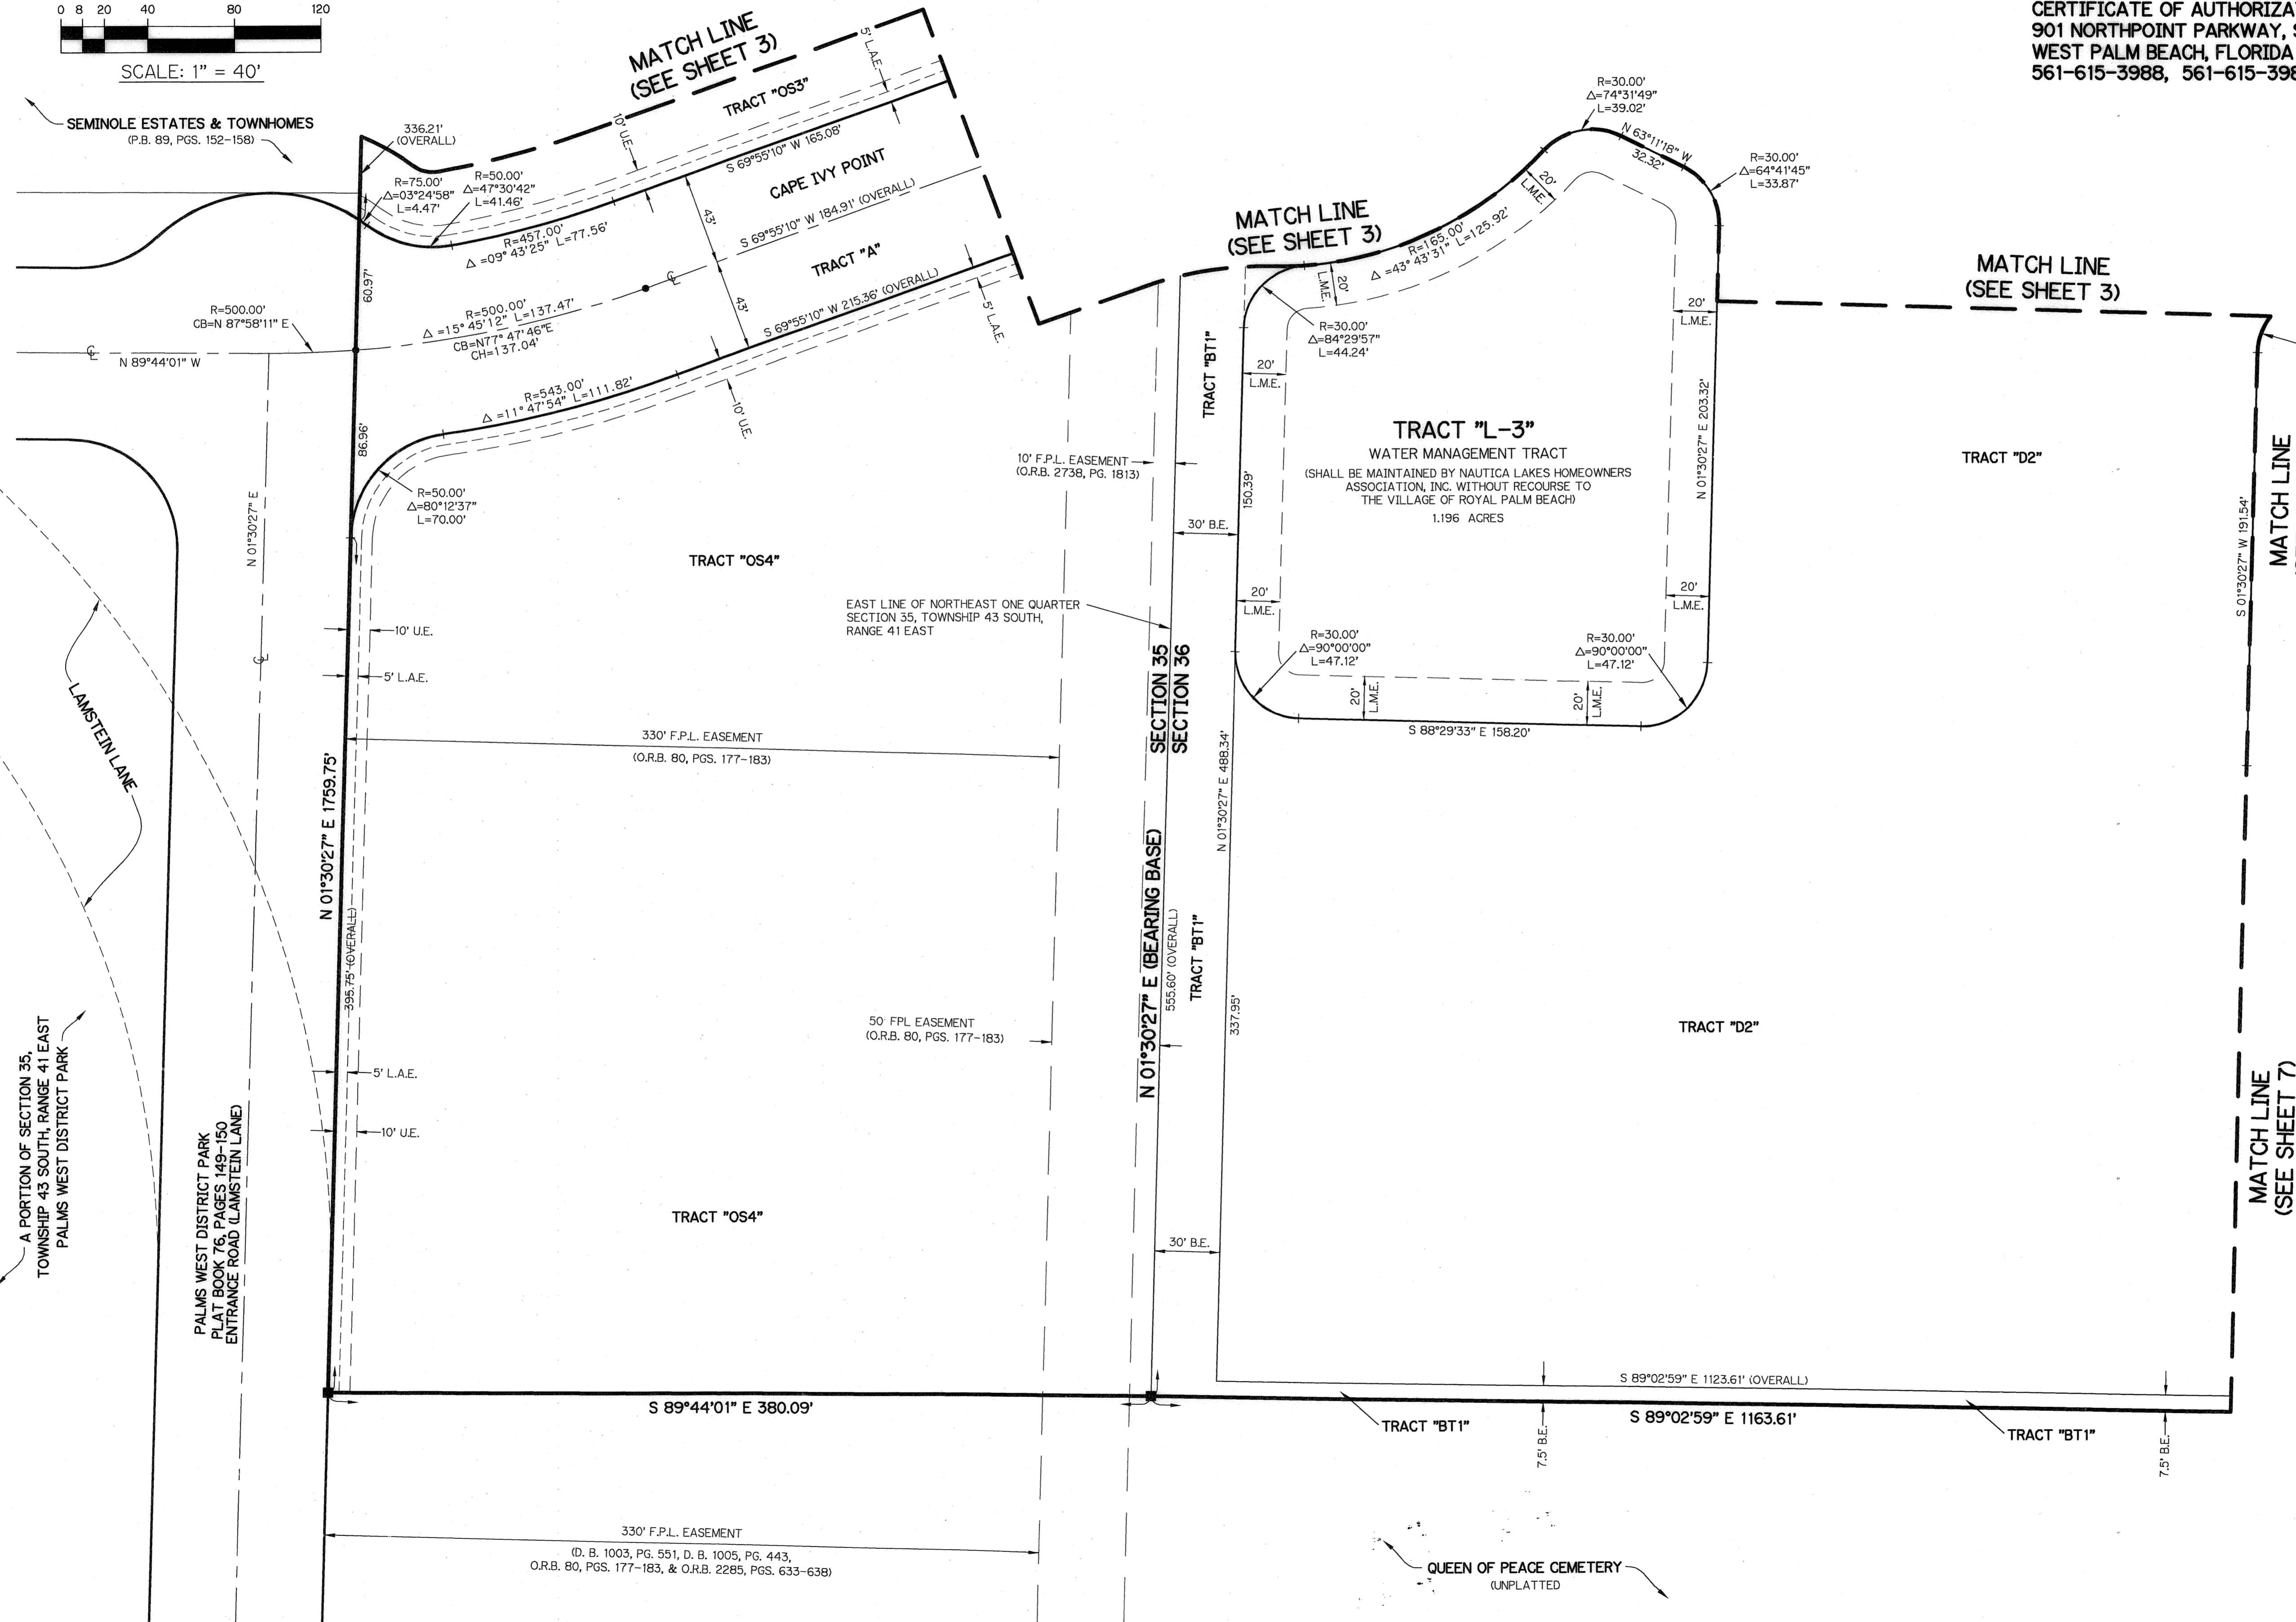 0 8 20 40 80 120
SCALE: 1" = 40'
CERTIFICATE OF
901 NORTHPOINT PARKWAY,
WEST PALM BEACH, FLORIDA
561-615-3988,
MATCH LINE
(SEE SHEET 3)
TRACT "OS3"
5' L.A.E.
10' U.E.
SEMINOLE ESTATES & TOWNHOMES
(P.B. 89, PGS. 152-158)
336.21'
(OVERALL)
R=75.00'
Δ=03°24'58"
L=4.47'
R=50.00'
Δ=47°30'42"
L=41.46'
R=457.00'
Δ =09° 43'25" L=77.56'
S 69°55'10" W 165.08'
CAPE IVY POINT
43'
S 69°55'10" W 184.91' (OVERALL)
TRACT "A"
43'
S 69°55'10" W 215.36' (OVERALL)
5' L.A.E.
10' U.E.
60.97'
R=500.00'
CB=N 87°58'11" E
N 89°44'01" W
R=500.00'
Δ =15° 45'12" L=137.47'
CB=N77° 47'46"E
CH=137.04'
R=543.00'
Δ =11° 47'54" L=111.82'
86.96'
R=50.00'
Δ=80°12'37"
L=70.00'
N 01°30'27" E
MATCH LINE
(SEE SHEET 3)
R=30.00'
Δ=74°31'49"
L=39.02'
N 63°11'18" W
32.32'
R=30.00'
Δ=64°41'45"
L=33.87'
20'
L.M.E.
R=165.00'
Δ =43° 43'31" L=125.92'
20'
L.M.E.
R=30.00'
Δ=84°29'57"
L=44.24'
20'
L.M.E.
20'
L.M.E.
MATCH LINE
(SEE SHEET 3)
TRACT "BT1"
TRACT "L-3"
WATER MANAGEMENT TRACT
(SHALL BE MAINTAINED BY NAUTICA LAKES HOMEOWNERS
ASSOCIATION, INC. WITHOUT RECOURSE TO
THE VILLAGE OF ROYAL PALM BEACH)
1.196 ACRES
N 01°30'27" E 203.32'
TRACT "D2"
MATCH LINE
S 01°30'27" W 191.54'
10' F.P.L. EASEMENT
(O.R.B. 2738, PG. 1813)
150.39'
30' B.E.
TRACT "OS4"
EAST LINE OF NORTHEAST ONE QUARTER
SECTION 35, TOWNSHIP 43 SOUTH,
RANGE 41 EAST
20'
L.M.E.
20'
L.M.E.
R=30.00'
Δ=90°00'00"
L=47.12'
R=30.00'
Δ=90°00'00"
L=47.12'
20'
L.M.E.
20'
L.M.E.
S 88°29'33" E 158.20'
10' U.E.
5' L.A.E.
SECTION 35
SECTION 36
LAMSTEIN LANE
330' F.P.L. EASEMENT
(O.R.B. 80, PGS. 177-183)
N 01°30'27" E 1759.75'
N 01°30'27" E 488.34'
N 01°30'27" E (BEARING BASE)
555.60' (OVERALL)
TRACT "BT1"
337.95'
395.75' (OVERALL)
50' FPL EASEMENT
(O.R.B. 80, PGS. 177-183)
TRACT "D2"
A PORTION OF SECTION 35,
TOWNSHIP 43 SOUTH, RANGE 41 EAST
PALMS WEST DISTRICT PARK
5' L.A.E.
10' U.E.
PALMS WEST DISTRICT PARK
PLAT BOOK 76, PAGES 149-150
ENTRANCE ROAD (LAMSTEIN LANE)
TRACT "OS4"
30' B.E.
MATCH LINE
(SEE SHEET 7)
S 89°02'59" E 1123.61' (OVERALL)
S 89°44'01" E 380.09'
S 89°02'59" E 1163.61'
TRACT "BT1"
TRACT "BT1"
7.5' B.E.
7.5' B.E.
330' F.P.L. EASEMENT
(D. B. 1003, PG. 551, D. B. 1005, PG. 443,
O.R.B. 80, PGS. 177-183, & O.R.B. 2285, PGS. 633-638)
QUEEN OF PEACE CEMETERY
(UNPLATTED